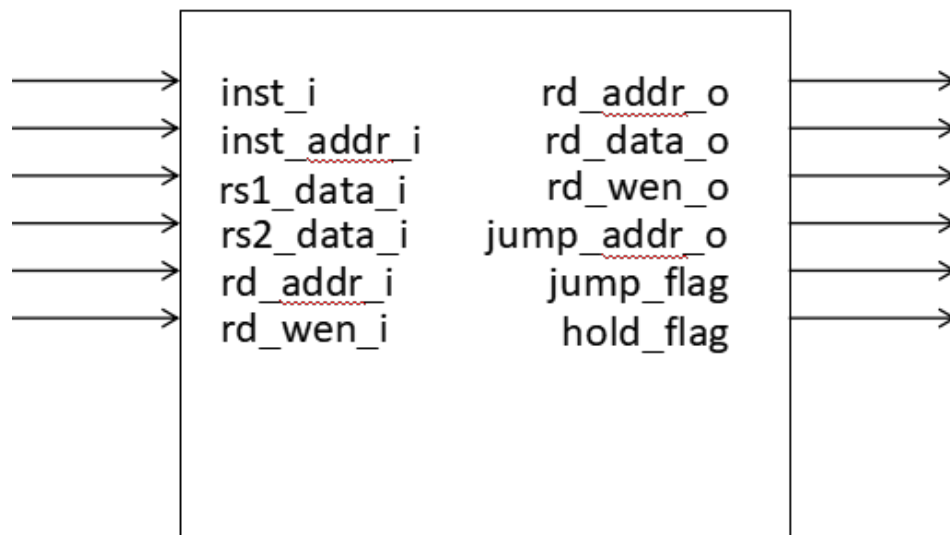 inst_i
inst_addr_i
rs1_data_i
rs2_data_i
rd_addr_i
rd_wen_i
rd_addr_o
rd_data_o
rd_wen_o
jump_addr_o
jump_flag
hold_flag